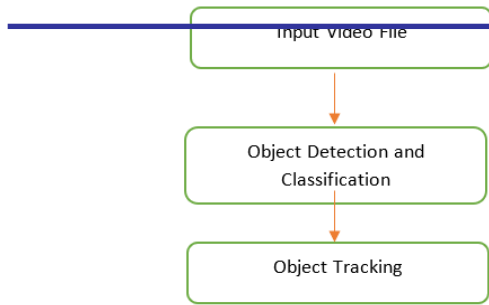 Input Video File
Object Detection and
Classification
Object Tracking